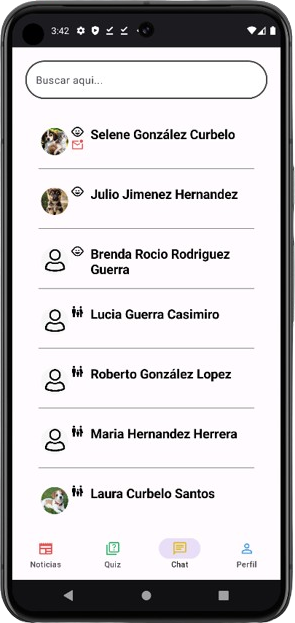 3:42
Buscar aqui...
Selene González Curbelo
Julio Jimenez Hernandez
Brenda Rocio Rodriguez
Guerra
Lucia Guerra Casimiro
Roberto González Lopez
Maria Hernandez Herrera
Laura Curbelo Santos
Noticias Quiz Chat Perfil